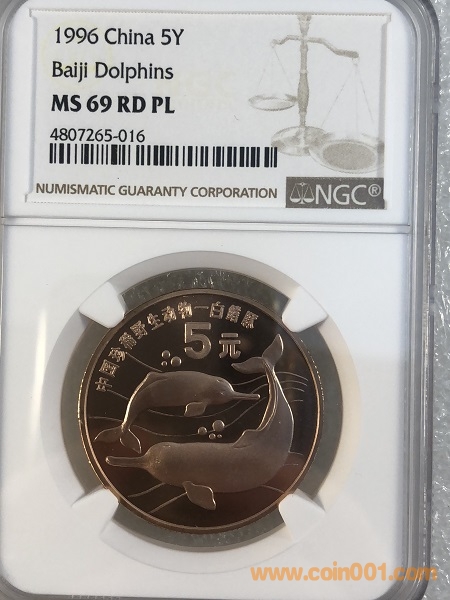 1996 China 5Y
Baiji Dolphins
MS 69 RD PL
4807265-016
NUMISMATIC GUARANTY CORPORATION
NGC®
中国珍稀野生动物—白鱀豚
5元
www.coin001.com